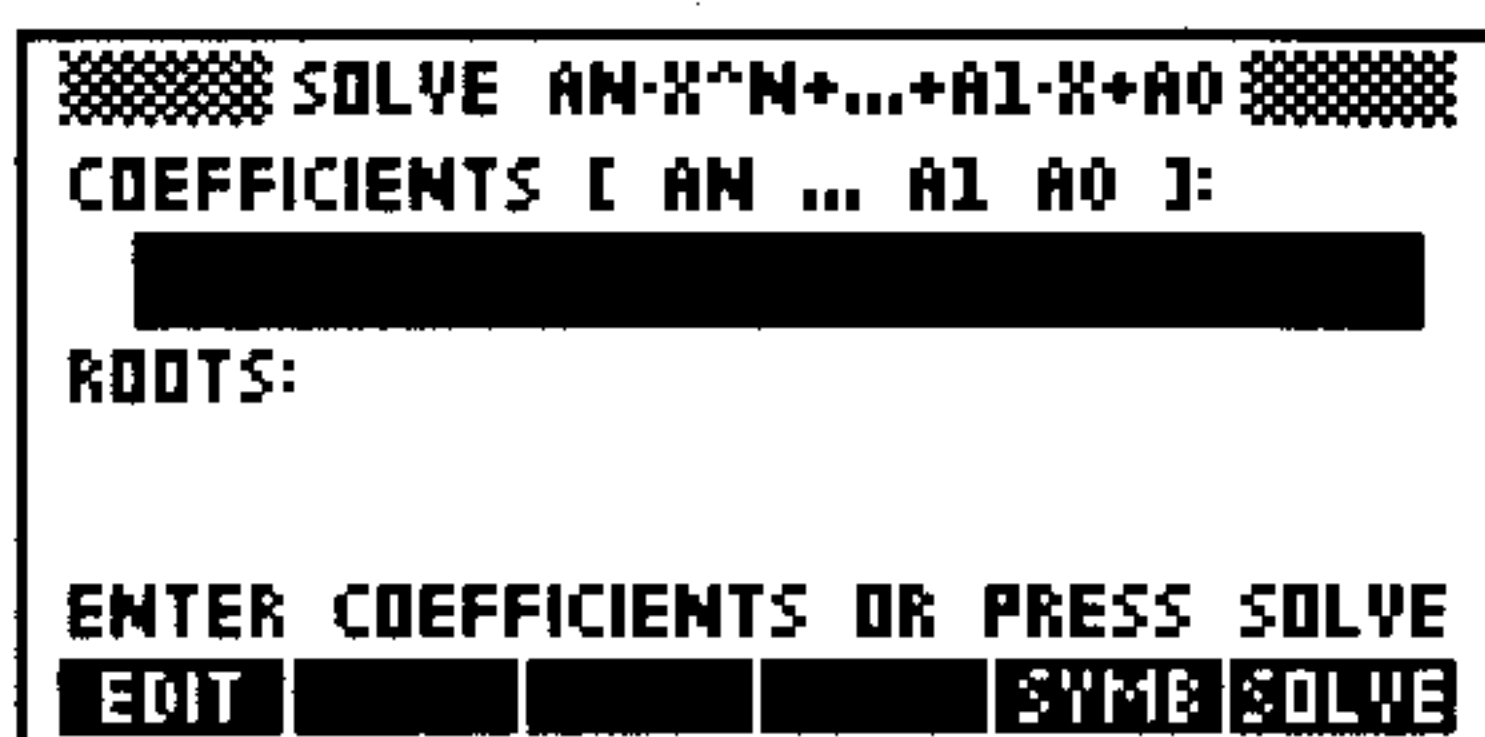 SOLVE AN·X^N+…+A1·X+A0
COEFFICIENTS [ AN … A1 A0 ]:
ROOTS:
ENTER COEFFICIENTS OR PRESS SOLVE
EDIT SYMB SOLVE